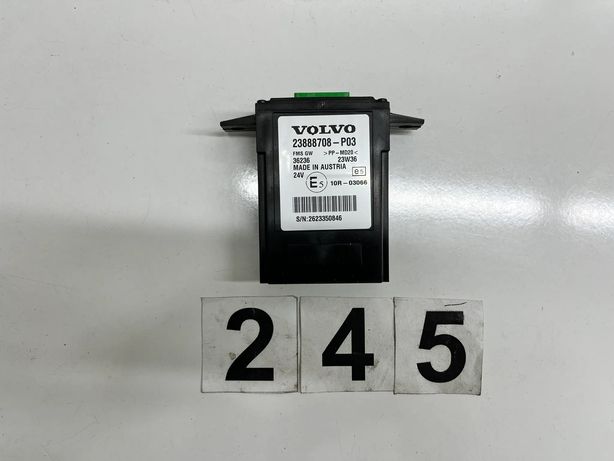 VOLVO
23888708-P03
FMS GW >PP-MD20<
36236 23W36
MADE IN AUSTRIA
24V E5 e5
10R-03066
S/N:2623350846
2 4 5